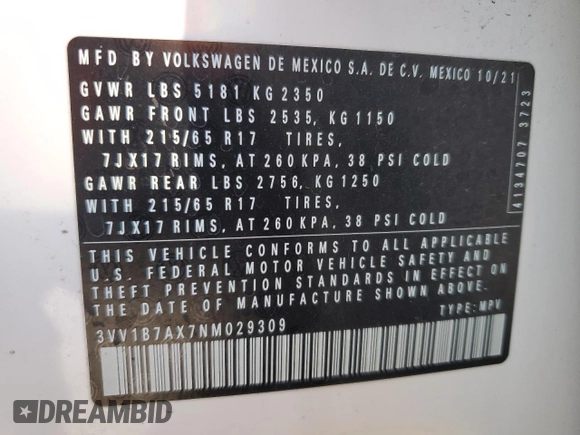 MFD BY VOLKSWAGEN DE MEXICO S.A. DE C.V. MEXICO 10/21
GVWR LBS 5181 KG 2350
GAWR FRONT LBS 2535, KG 1150
WITH 215/65 R17 TIRES,
7JX17 RIMS, AT 260 KPA, 38 PSI COLD
GAWR REAR LBS 2756, KG 1250
WITH 215/65 R17 TIRES,
7JX17 RIMS, AT 260 KPA, 38 PSI COLD
THIS VEHICLE CONFORMS TO ALL APPLICABLE
U.S. FEDERAL MOTOR VEHICLE SAFETY AND
THEFT PREVENTION STANDARDS IN EFFECT ON
THE DATE OF MANUFACTURE SHOWN ABOVE.
3VV1B7AX7NM029309 TYPE: MPV
4134707 3723
DREAMBID